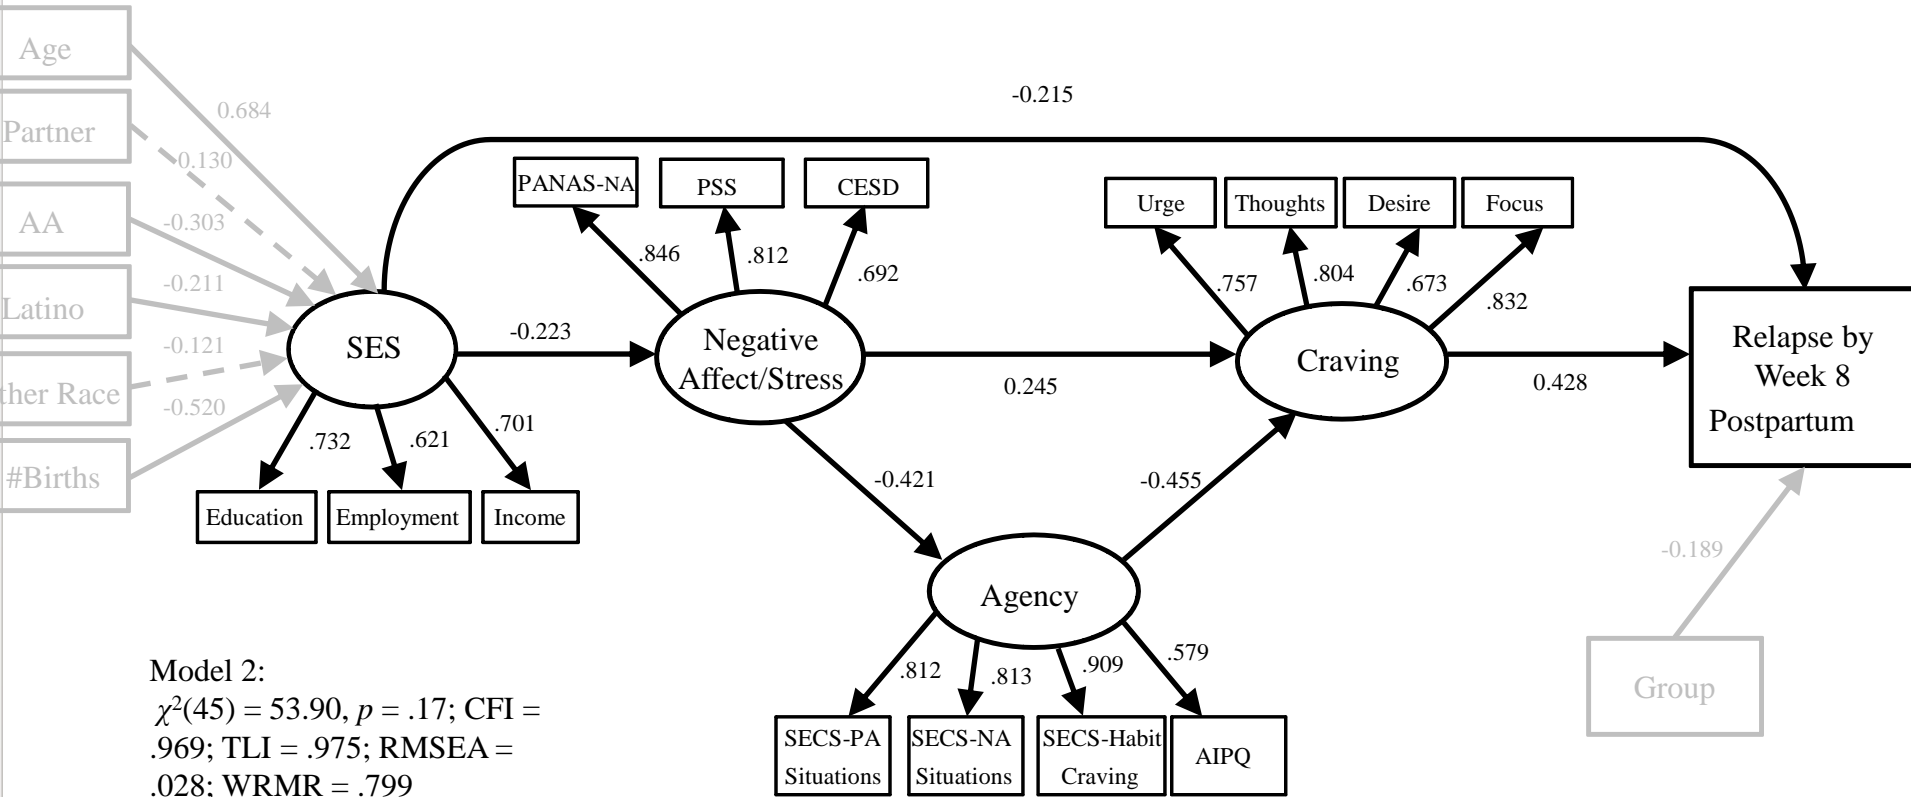 Age
Partner
AA
Latino
ther Race
#Births
0.684
0.130
-0.303
-0.211
-0.121
-0.520
SES
.732
.621
.701
Education
Employment
Income
-0.215
-0.223
PANAS-NA
PSS
CESD
.846
.812
.692
Negative
Affect/Stress
0.245
-0.421
-0.455
Urge
Thoughts
Desire
Focus
.757
.804
.673
.832
Craving
0.428
Relapse by
Week 8
Postpartum
-0.189
Group
Agency
.812
.813
.909
.579
SECS-PA
Situations
SECS-NA
Situations
SECS-Habit
Craving
AIPQ
Model 2:
χ²(45) = 53.90, p = .17; CFI =
.969; TLI = .975; RMSEA =
.028; WRMR = .799